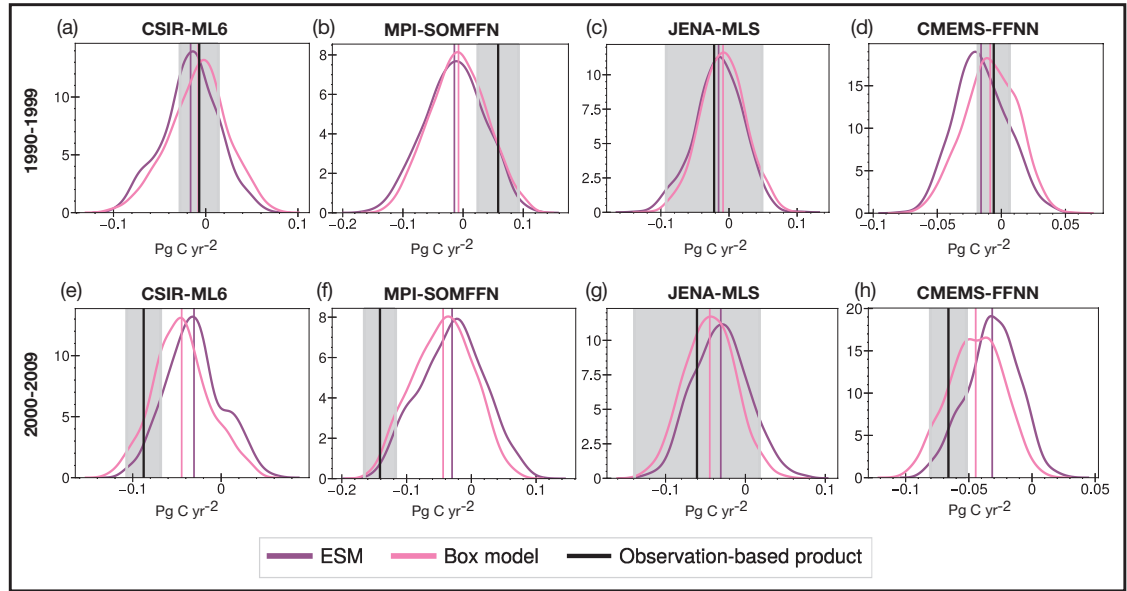 (a) CSIR-ML6 (b) MPI-SOMFFN (c) JENA-MLS (d) CMEMS-FFNN
1990-1999
10
5
0
−0.1 0 0.1
Pg C yr-2
8
6
4
2
0
−0.2 −0.1 0 0.1
Pg C yr-2
10.0
7.5
5.0
2.5
0
−0.1 0 0.1
Pg C yr-2
15
10
5
0
−0.1 −0.05 0 0.05
Pg C yr-2
(e) CSIR-ML6 (f) MPI-SOMFFN (g) JENA-MLS (h) CMEMS-FFNN
2000-2009
10
5
0
−0.1 0
Pg C yr-2
8
6
4
2
0
−0.2 −0.1 0 0.1
Pg C yr-2
10
7.5
5
2.5
0
−0.1 0 0.1
Pg C yr-2
20
15
10
5
0
−0.1 −0.05 0 0.05
Pg C yr-2
ESM Box model Observation-based product